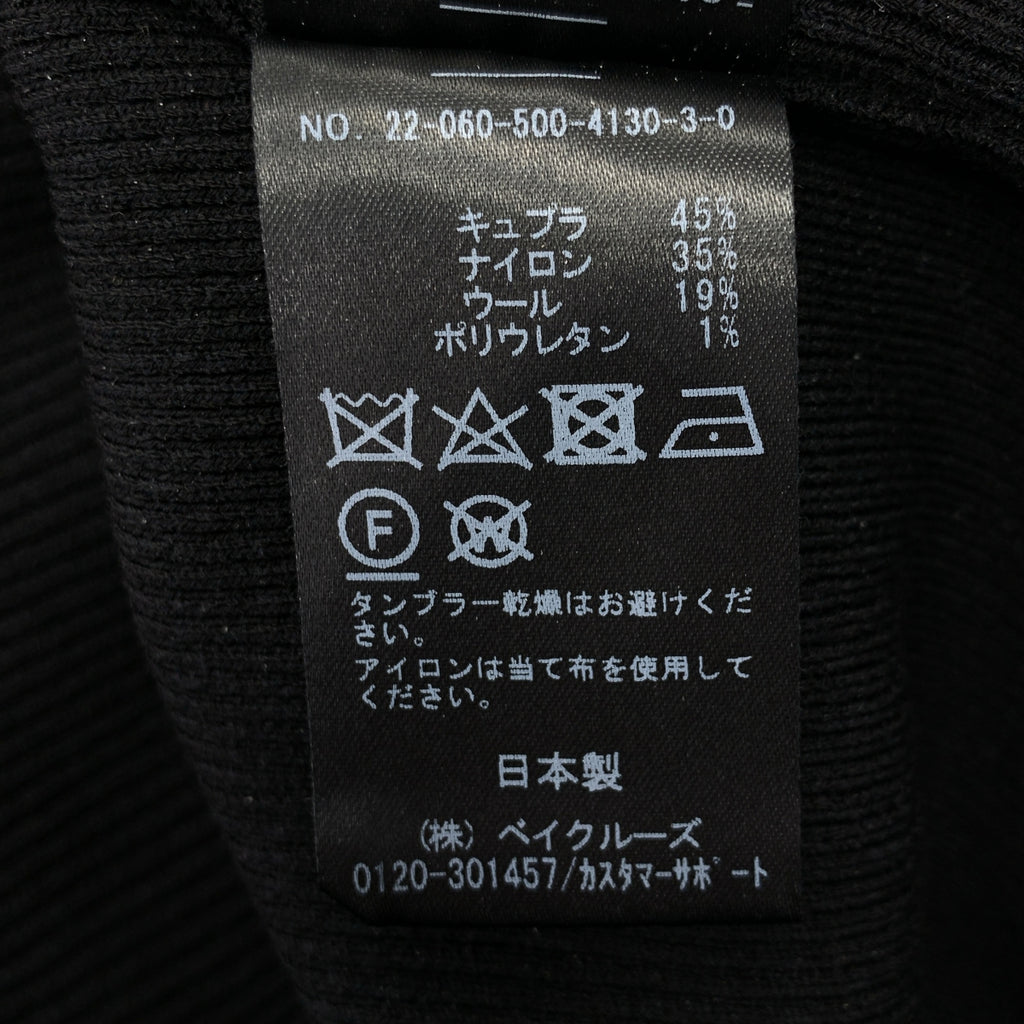 NO. 22-060-500-4130-3-0
キュプラ 45%
ナイロン 35%
ウール 19%
ポリウレタン 1%
F
W
タンブラー乾燥はお避けくだ
さい。
アイロンは当て布を使用して
ください。
日本製
(株) ベイクルーズ
0120-301457/カスタマーサポート